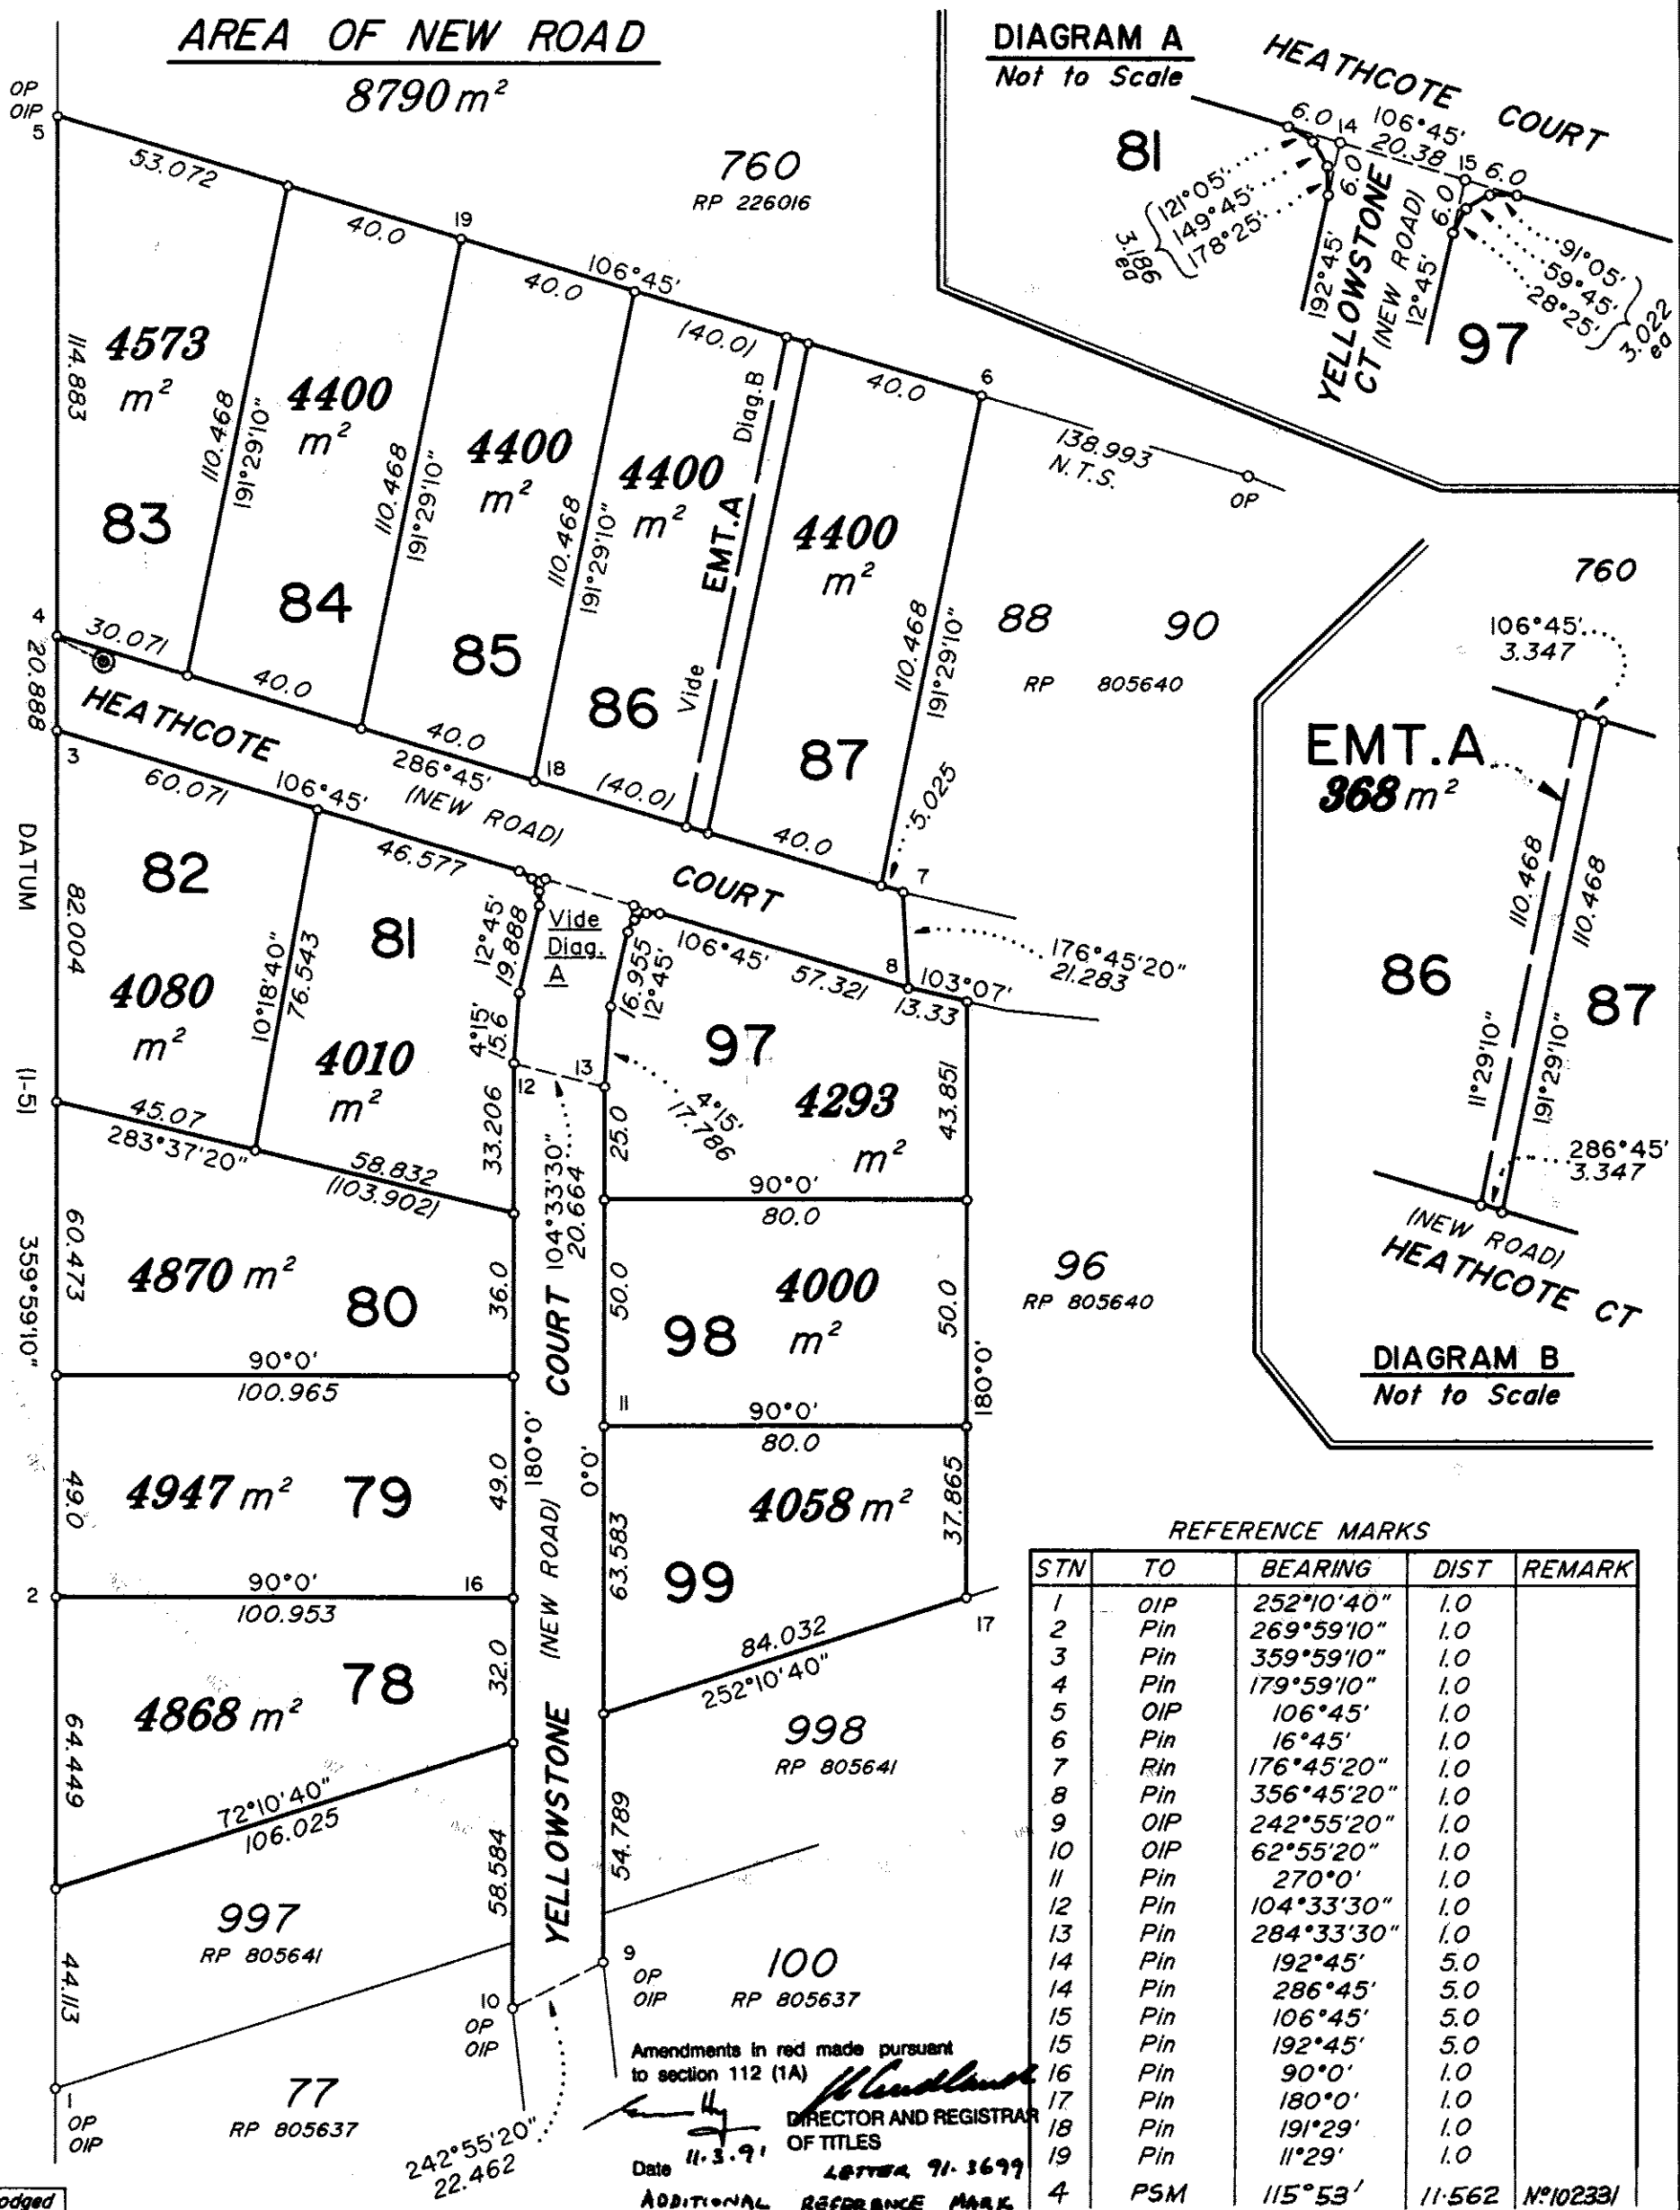 AREA OF NEW ROAD
8790 m²
OP
OIP
5
53.072
40.0
19
40.0
106°45'
(40.0)
40.0
6
138.993
N.T.S.
OP
760
RP 226016
DIAGRAM A
Not to Scale
HEATHCOTE COURT
81
6.0
14
106°45'
20.38
15
6.0
6.0
6.0
121°05'
149°45'
178°25'
3.186
ea
192°45'
YELLOWSTONE
CT (NEW ROAD)
12°45'
91°05'
59°45'
28°25'
3.022
ea
97
114.883
4573
m²
83
110.468
191°29'10"
4400
m²
84
110.468
191°29'10"
4400
m²
85
110.468
191°29'10"
4400
m²
86
Vide
EMT.A
Diag.B
4400
m²
87
110.468
191°29'10"
88
90
RP 805640
4
20.888
30.071
40.0
40.0
286°45'
18
(40.0)
40.0
5.025
7
HEATHCOTE
(NEW ROAD)
COURT
3
60.071
106°45'
46.577
106°45'
57.321
8
103°07'
13.33
176°45'20"
21.283
DATUM
(1-5)
359°59'10"
82.004
82
4080
m²
10°18'40"
76.543
81
4010
m²
12°45'
19.888
4°15'
15.6
Vide
Diag.
A
16.955
12°45'
12
13
4°15'
17.786
97
4293
m²
43.851
45.07
283°37'20"
58.832
(103.902)
33.206
104°33'30"
20.664
25.0
90°0'
80.0
60.473
4870 m²
80
36.0
COURT
50.0
98
4000
m²
50.0
96
RP 805640
90°0'
100.965
11
90°0'
80.0
180°0'
49.0
4947 m²
79
49.0
180°0'
(NEW ROAD)
0°0'
63.583
4058 m²
99
37.865
2
90°0'
16
100.953
84.032
252°10'40"
17
64.449
4868 m²
78
32.0
72°10'40"
106.025
YELLOWSTONE
998
RP 805641
58.584
54.789
997
RP 805641
44.113
10
OP
OIP
9
OP
OIP
100
RP 805637
1
OP
OIP
77
RP 805637
242°55'20"
22.462
760
106°45'
3.347
EMT.A
368 m²
110.468
110.468
86
87
11°29'10"
191°29'10"
286°45'
3.347
(NEW ROAD)
HEATHCOTE CT
DIAGRAM B
Not to Scale
REFERENCE MARKS
STN TO BEARING DIST REMARK
1 OIP 252°10'40" 1.0
2 Pin 269°59'10" 1.0
3 Pin 359°59'10" 1.0
4 Pin 179°59'10" 1.0
5 OIP 106°45' 1.0
6 Pin 16°45' 1.0
7 Pin 176°45'20" 1.0
8 Pin 356°45'20" 1.0
9 OIP 242°55'20" 1.0
10 OIP 62°55'20" 1.0
11 Pin 270°0' 1.0
12 Pin 104°33'30" 1.0
13 Pin 284°33'30" 1.0
14 Pin 192°45' 5.0
14 Pin 286°45' 5.0
15 Pin 106°45' 5.0
15 Pin 192°45' 5.0
16 Pin 90°0' 1.0
17 Pin 180°0' 1.0
18 Pin 191°29' 1.0
19 Pin 11°29' 1.0
4 PSM 115°53' 11.562 Nº102331
Amendments in red made pursuant
to section 112 (1A)
DIRECTOR AND REGISTRAR
OF TITLES
Date 11.3.91
LETTER 91.3699
ADDITIONAL REFERENCE MARK
odged